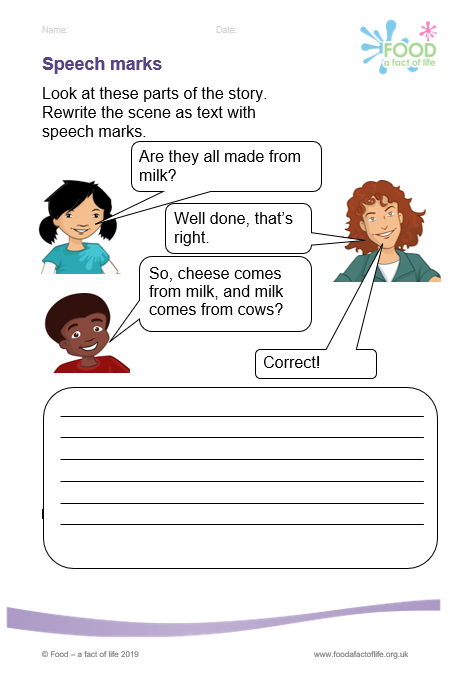 Name:
Date:
FOOD
a fact of life
Speech marks
Look at these parts of the story.
Rewrite the scene as text with
speech marks.
Are they all made from
milk?
Well done, that’s
right.
So, cheese comes
from milk, and milk
comes from cows?
Correct!
© Food – a fact of life 2019
www.foodafactoflife.org.uk